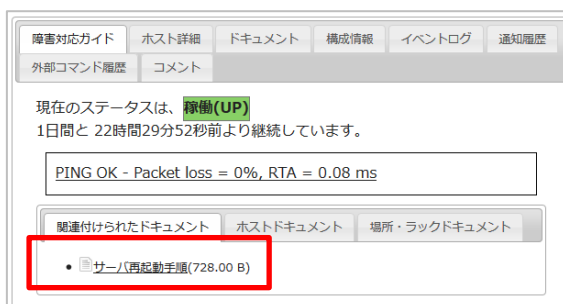 障害対応ガイド ホスト詳細 ドキュメント 構成情報 イベントログ 通知履歴
外部コマンド履歴 コメント
現在のステータスは、稼働(UP)
1日間と 22時間29分52秒前より継続しています。
PING OK - Packet loss = 0%, RTA = 0.08 ms
関連付けられたドキュメント ホストドキュメント 場所・ラックドキュメント
• サーバ再起動手順(728.00 B)